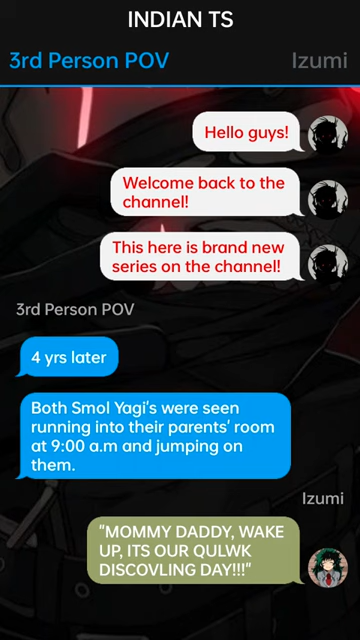 INDIAN TS
3rd Person POV
Izumi
Hello guys!
Welcome back to the
channel!
This here is brand new
series on the channel!
3rd Person POV
4 yrs later
Both Smol Yagi's were seen
running into their parents' room
at 9:00 a.m and jumping on
them.
Izumi
"MOMMY DADDY, WAKE
UP, ITS OUR QULWK
DISCOVLING DAY!!!"